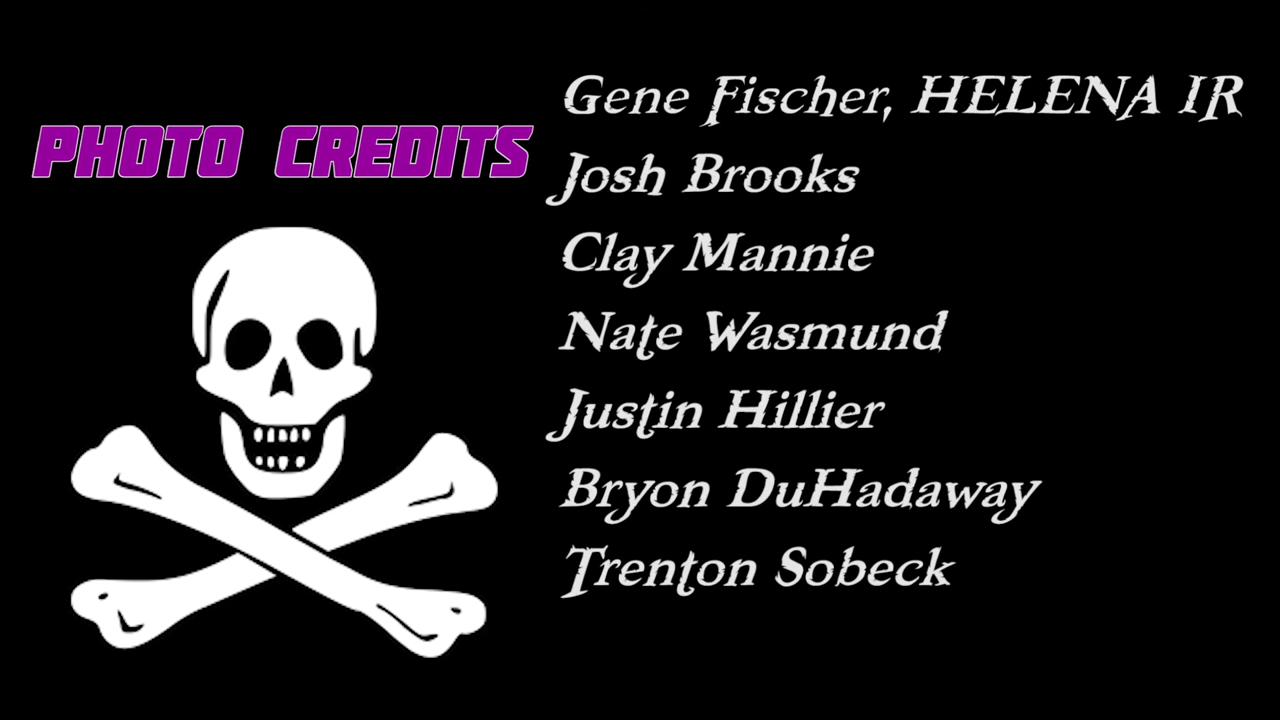 PHOTO CREDITS
Gene Fischer, HELENA IR
Josh Brooks
Clay Mannie
Nate Wasmund
Justin Hillier
Bryon DuHadaway
Trenton Sobeck